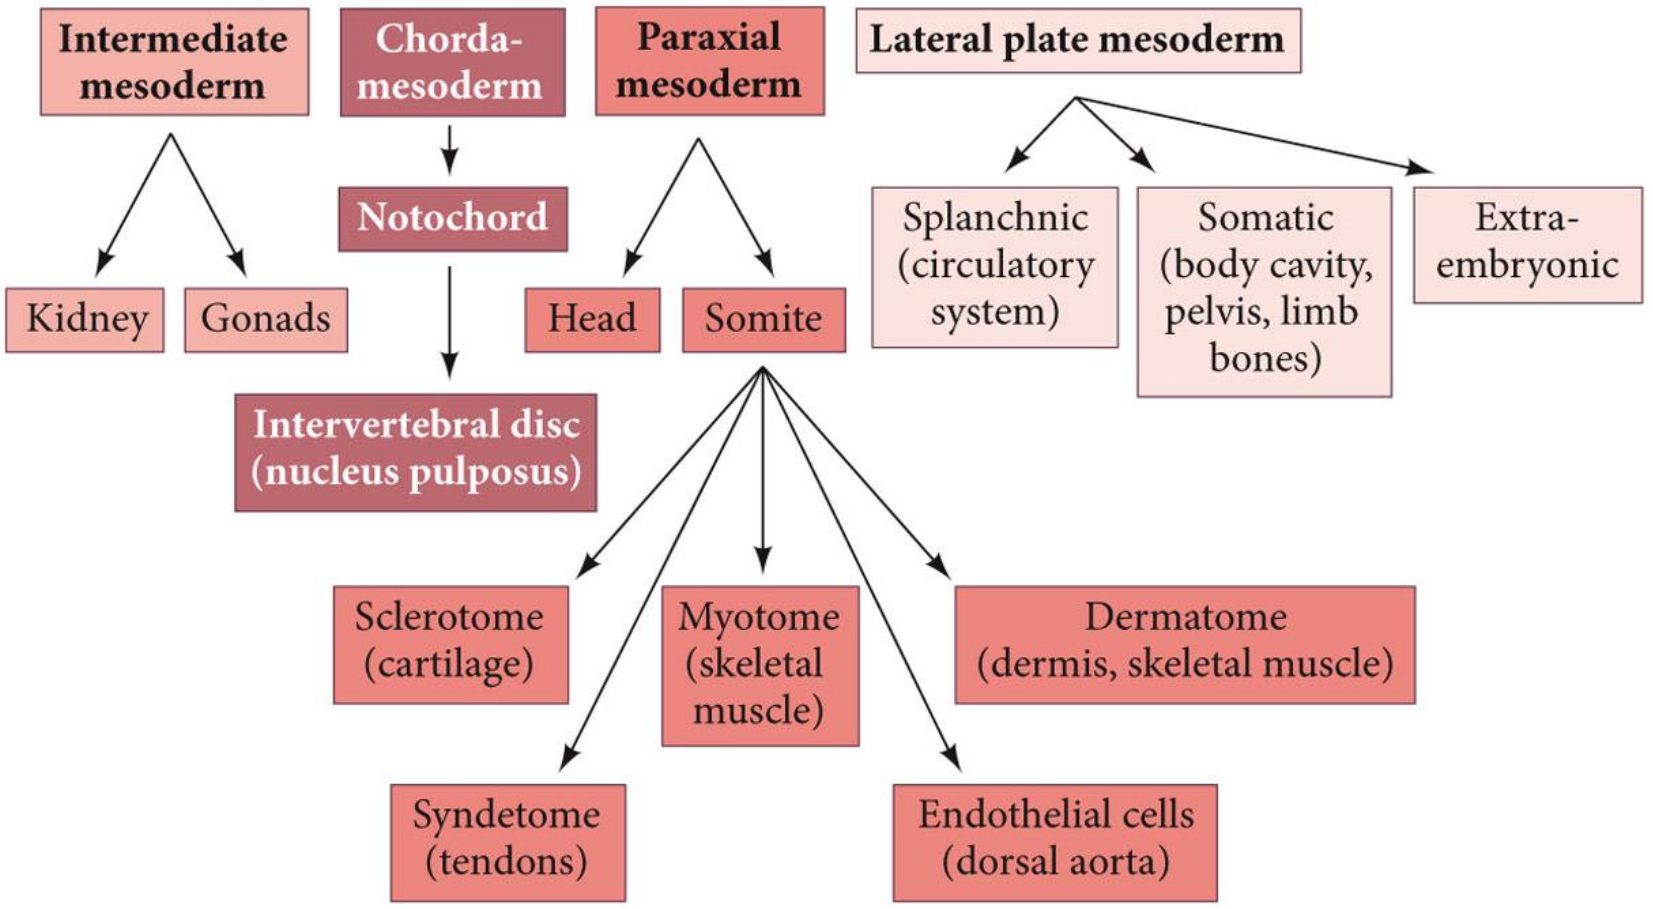 Intermediate
mesoderm
Chorda-
mesoderm
Paraxial
mesoderm
Lateral plate mesoderm
Notochord
Splanchnic
(circulatory
system)
Somatic
(body cavity,
pelvis, limb
bones)
Extra-
embryonic
Kidney
Gonads
Head
Somite
Intervertebral disc
(nucleus pulposus)
Sclerotome
(cartilage)
Myotome
(skeletal
muscle)
Dermatome
(dermis, skeletal muscle)
Syndetome
(tendons)
Endothelial cells
(dorsal aorta)